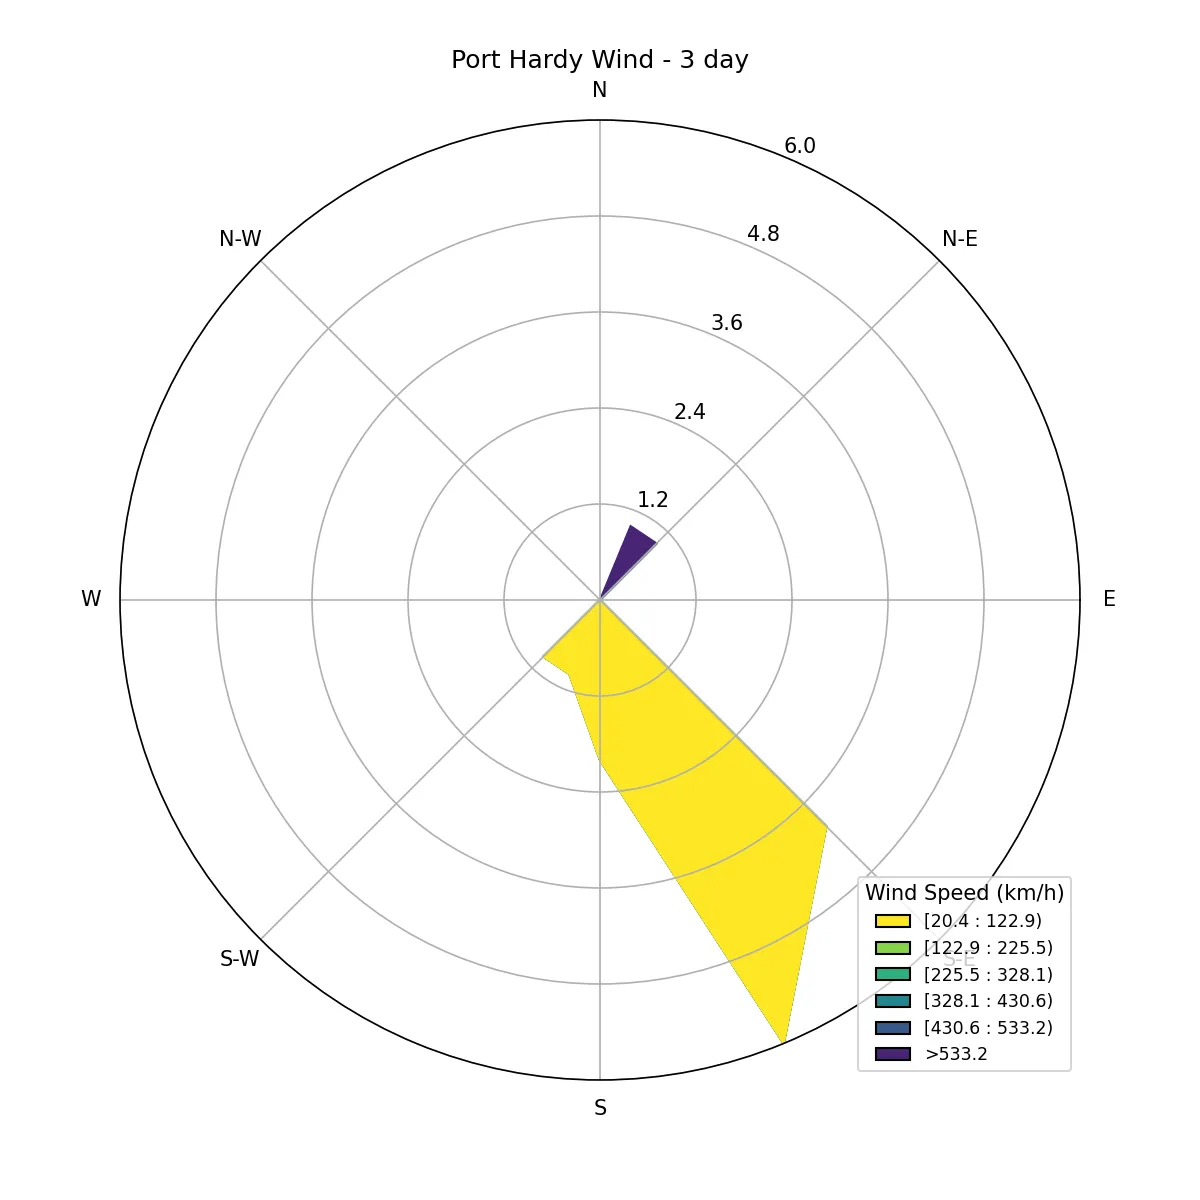 Port Hardy Wind - 3 day
N
6.0
4.8
N-W
N-E
3.6
2.4
1.2
W
E
Wind Speed (km/h)
[20.4 : 122.9)
[122.9 : 225.5)
S-W
S-E
[225.5 : 328.1)
[328.1 : 430.6)
[430.6 : 533.2)
>533.2
S